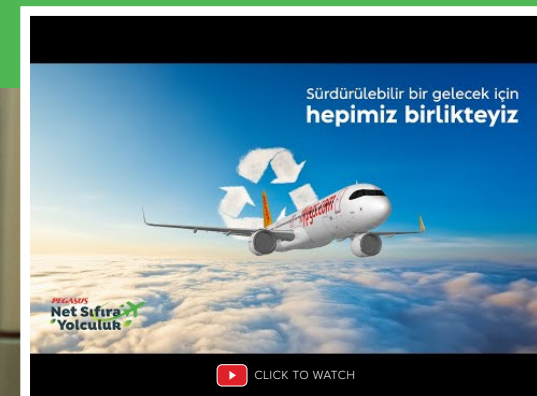 Sürdürülebilir bir gelecek için
hepimiz birlikteyiz
PEGASUS
Net Sıfıra
Yolculuk
CLICK TO WATCH